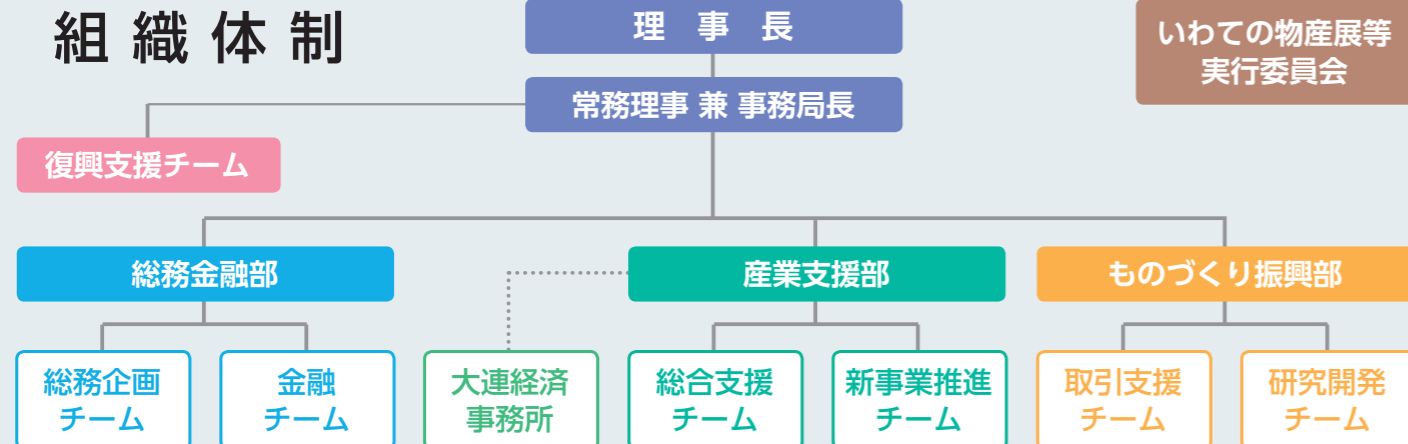 組織体制
理事長
いわての物産展等
実行委員会
常務理事 兼 事務局長
復興支援チーム
総務金融部
産業支援部
ものづくり振興部
総務企画
チーム
金融
チーム
大連経済
事務所
総合支援
チーム
新事業推進
チーム
取引支援
チーム
研究開発
チーム